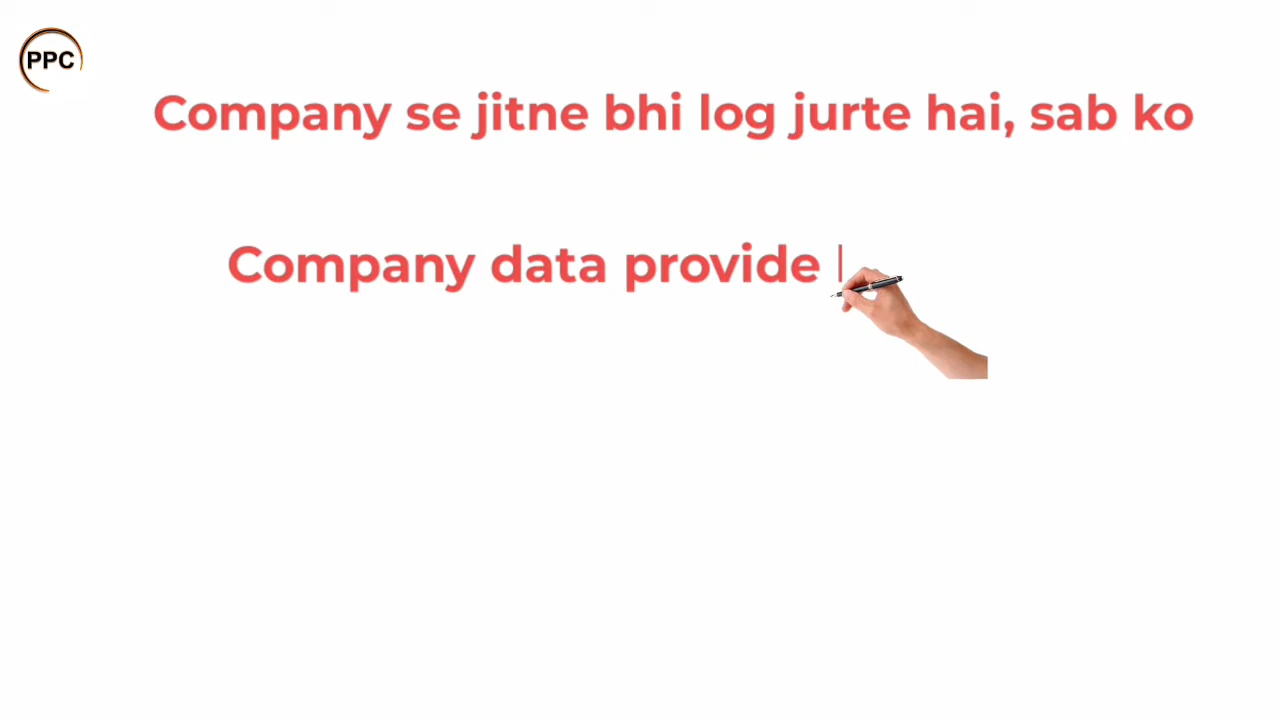 PPC
Company se jitne bhi log jurte hai, sab ko
Company data provide